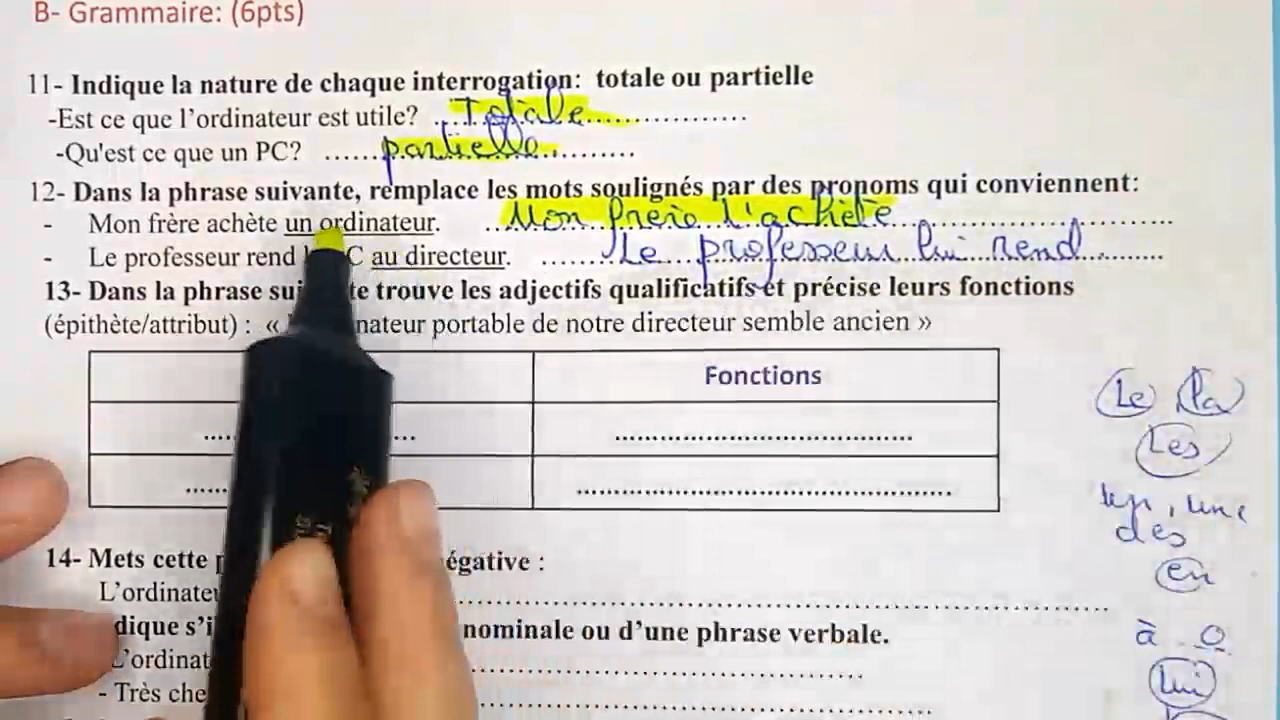 B- Grammaire: (6pts)
11- Indique la nature de chaque interrogation: totale ou partielle
-Est ce que l'ordinateur est utile? ....Totale......................
-Qu'est ce que un PC? ......partielle............
12- Dans la phrase suivante, remplace les mots soulignés par des pronoms qui conviennent:
- Mon frère achète un ordinateur. ...Mon frere l'achète..........................
- Le professeur rend C au directeur. ........Le professeur lui rend...........
13- Dans la phrase sui te trouve les adjectifs qualificatifs et précise leurs fonctions
(épithète/attribut) : « nateur portable de notre directeur semble ancien »
Fonctions
Le la
Les
un, une
des
en
14- Mets cette égative :
L'ordinate
à
dique s'i nominale ou d'une phrase verbale.
L'ordinat
lui
- Très che